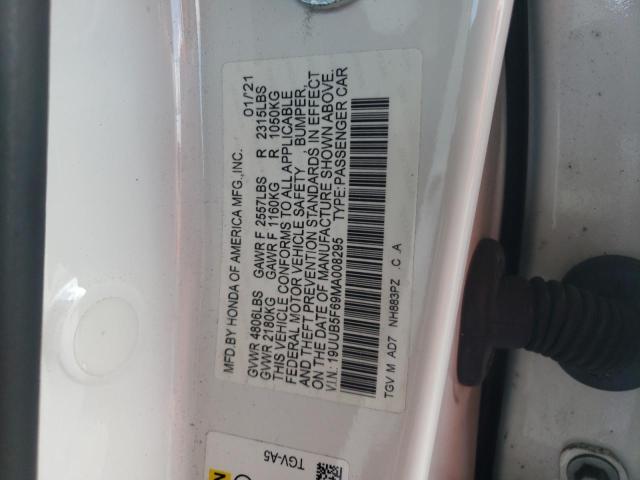 MFD.BY HONDA OF AMERICA MFG.,INC. 01/21
GVWR 4806LBS GAWR F 2557LBS R 2315LBS
GVWR 2180KG GAWR F 1160KG R 1050KG
THIS VEHICLE CONFORMS TO ALL APPLICABLE
FEDERAL MOTOR VEHICLE SAFETY BUMPER,
AND THEFT PREVENTION STANDARDS IN EFFECT
ON THE DATE OF MANUFACTURE SHOWN ABOVE.
V.I.N.: 19UUB5F69MA008295 TYPE:PASSENGER CAR
TGV M AD7 NH883PZ .C A
TGV-A5